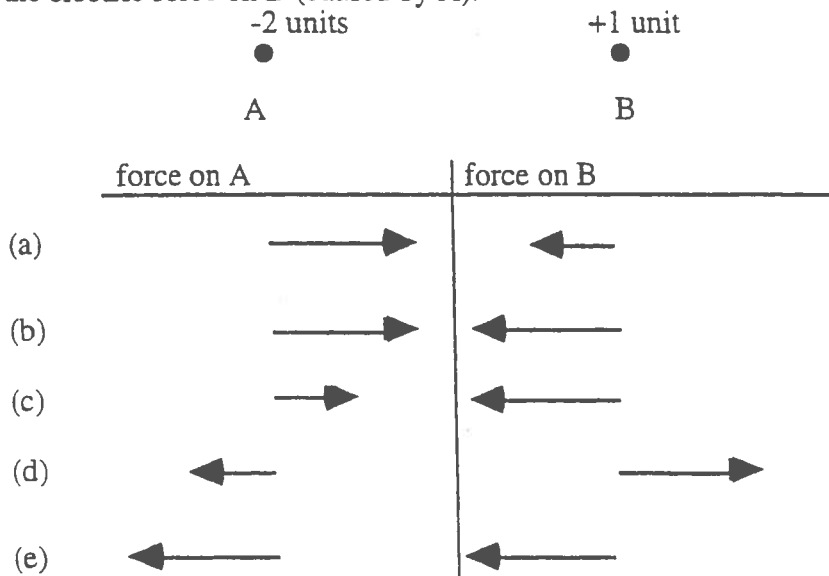 -2 units +1 unit
A B
force on A force on B
(a)
(b)
(c)
(d)
(e)